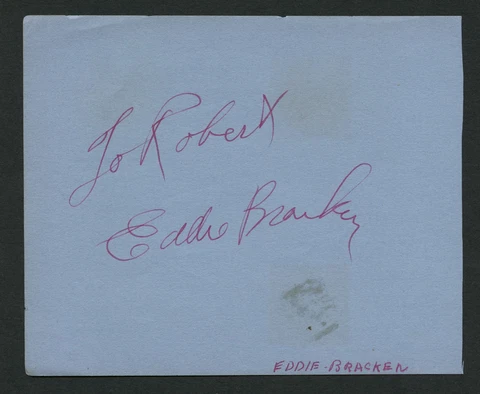 To Robert
Eddie Bracken
EDDIE-BRACKEN